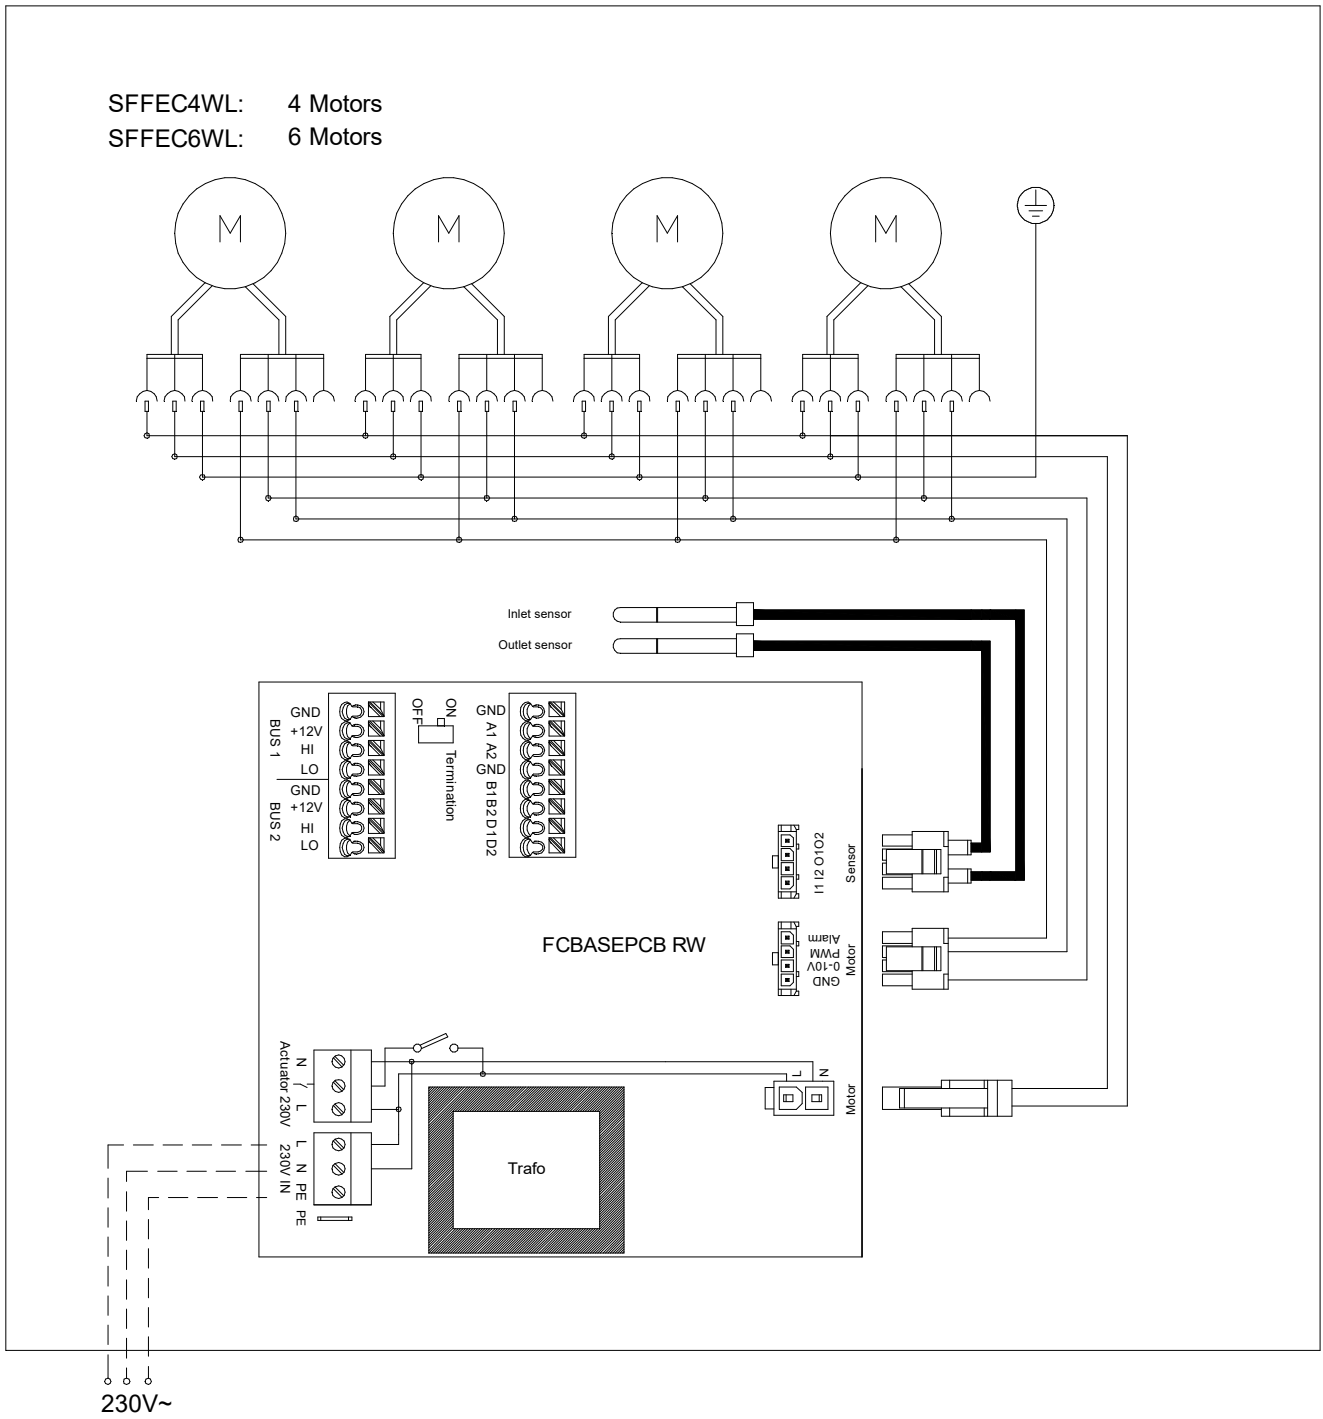 SFFEC4WL: 4 Motors
SFFEC6WL: 6 Motors
M M M M
Inlet sensor
Outlet sensor
BUS 1
GND
+12V
HI
LO
BUS 2
GND
+12V
HI
LO
OFF ON
Termination
GND
A1
A2
GND
B1
B2
D1
D2
I1 I2 O1 O2
Sensor
FCBASEPCB RW
Alarm
PWM
0-10V
GND
Motor
Actuator 230V
N
L
L N
Motor
230V IN
L
N
PE
PE
Trafo
230V~